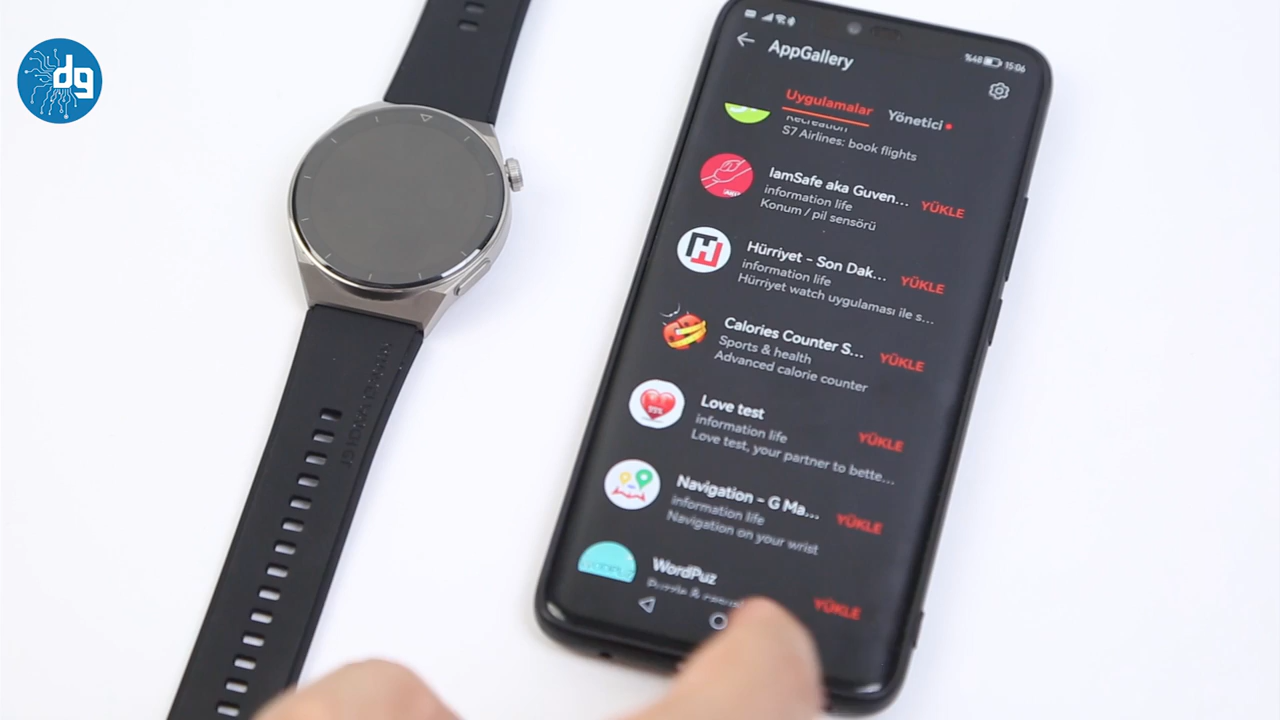 dg
%48 15:06
AppGallery
Uygulamalar Yönetici
Recreation
S7 Airlines: book flights
IamSafe aka Guven...
information life
Konum / pil sensörü
YÜKLE
Hürriyet - Son Dak...
information life
Hürriyet watch uygulaması ile s...
YÜKLE
Calories Counter S...
Sports & health
Advanced calorie counter
YÜKLE
Love test
information life
Love test, your partner to bette...
YÜKLE
Navigation - G Ma...
information life
Navigation on your wrist
YÜKLE
WordPuz
Puzzle &
YÜKLE